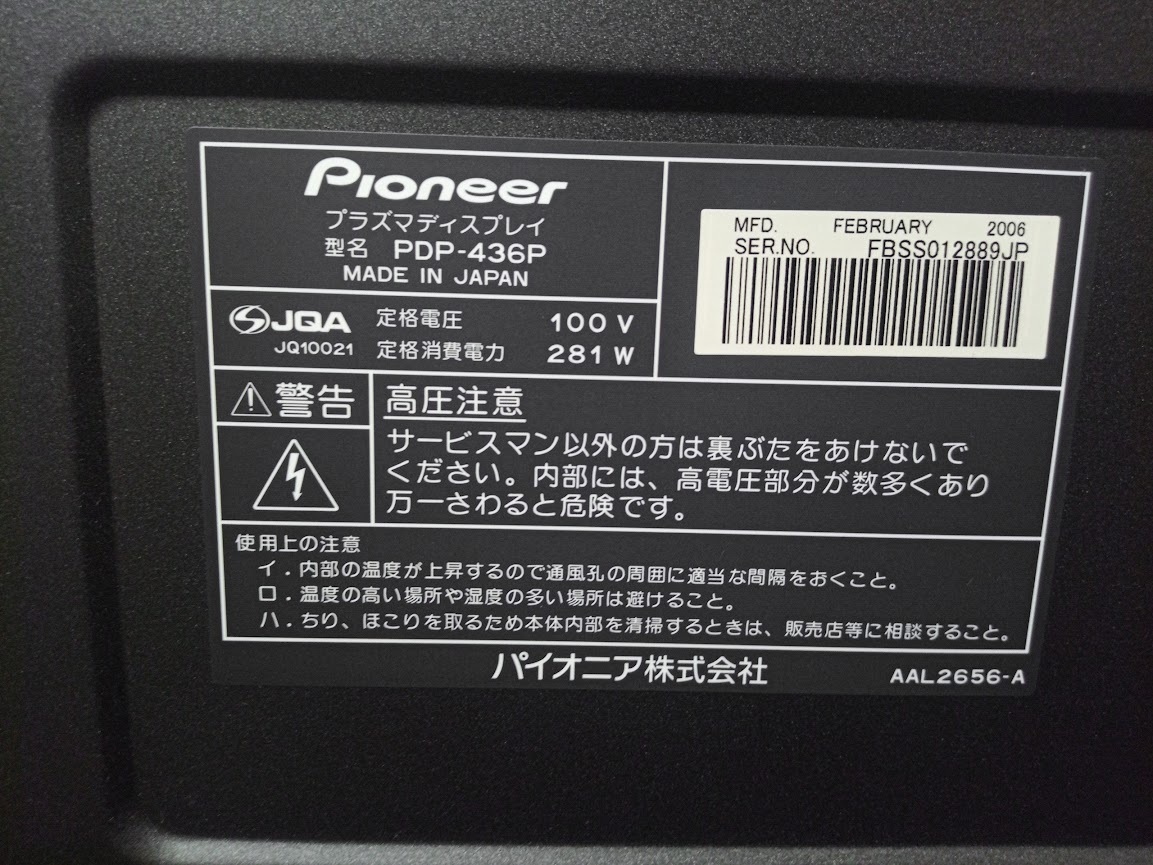 Pioneer
プラズマディスプレイ
型名 PDP-436P
MADE IN JAPAN
MFD. FEBRUARY 2006
SER.NO. FBSS012889JP
JQA
JQ10021
定格電圧 100 V
定格消費電力 281 W
警告
高圧注意
サービスマン以外の方は裏ぶたをあけないで
ください。内部には、高電圧部分が数多くあり
万一さわると危険です。
使用上の注意
イ．内部の温度が上昇するので通風孔の周囲に適当な間隔をおくこと。
ロ．温度の高い場所や湿度の多い場所は避けること。
ハ．ちり、ほこりを取るため本体内部を清掃するときは、販売店等に相談すること。
パイオニア株式会社
AAL2656-A